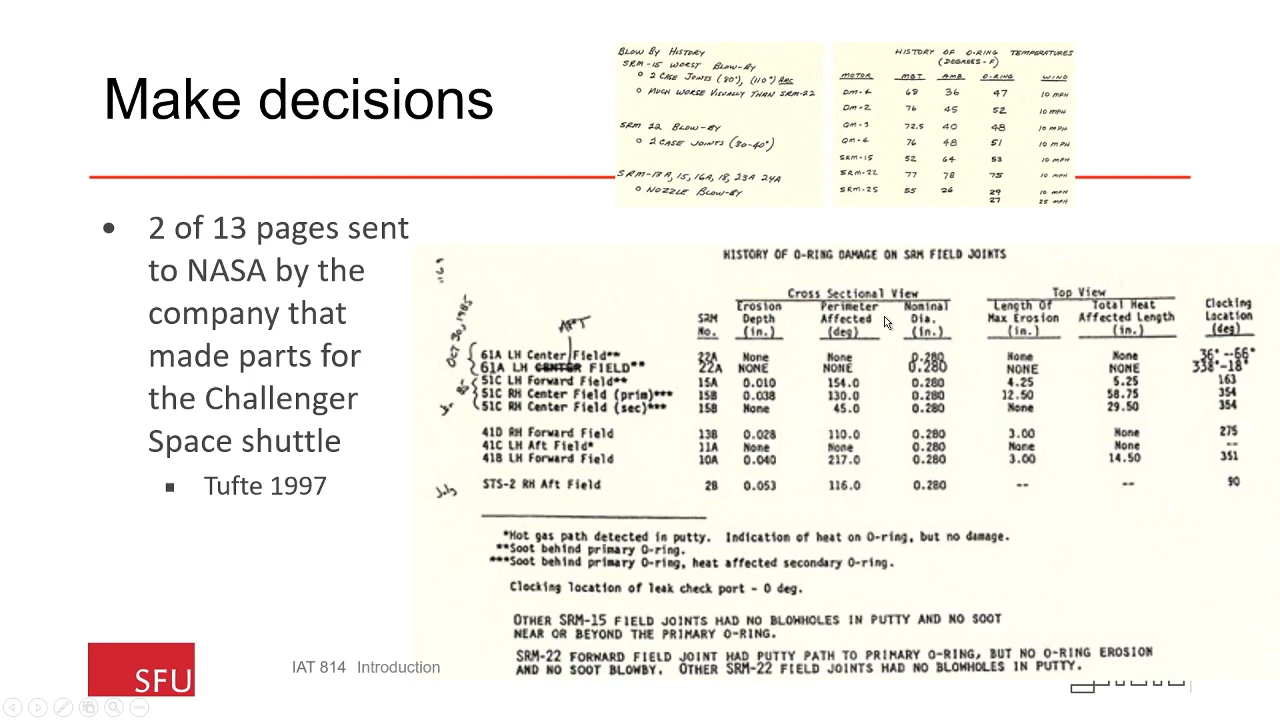 Make decisions
BLOW BY HISTORY
SRM-15 WORST BLOW-BY
○ 2 CASE JOINTS (80°), (110°) ARC
○ MUCH WORSE VISUALLY THAN SRM-22
SRM 22 BLOW-BY
○ 2 CASE JOINTS (30-40°)
SRM-13A, 15, 16A, 18, 23A 24A
○ NOZZLE BLOW-BY
HISTORY OF O-RING TEMPERATURES
(DEGREES-F)
MOTOR MBT AMB O-RING WIND
DM-4 68 36 47 10 MPH
DM-2 76 45 52 10 MPH
QM-3 72.5 40 48 10 MPH
QM-4 76 48 51 10 MPH
SRM-15 52 64 53 10 MPH
SRM-22 77 78 75 10 MPH
SRM-25 55 26 29 10 MPH
27 25 MPH
• 2 of 13 pages sent
to NASA by the
company that
made parts for
the Challenger
Space shuttle
▪ Tufte 1997
HISTORY OF O-RING DAMAGE ON SRM FIELD JOINTS
Cross Sectional View Top View
Erosion Perimeter Nominal Length Of Total Heat Clocking
SRM Depth Affected Dia. Max Erosion Affected Length Location
No. (in.) (deg) (in.) (in.) (in.) (deg)
OCT 30, 1985
61A LH Center Field** 22A None None 0.280 None None 36°--66°
61A LH CENTER FIELD** 22A NONE NONE 0.280 NONE NONE 338°-18°
51C LH Forward Field** 15A 0.010 154.0 0.280 4.25 5.25 163
51C RH Center Field (prim)*** 15B 0.038 130.0 0.280 12.50 58.75 354
51C RH Center Field (sec)*** 15B None 45.0 0.280 None 29.50 354
41D RH Forward Field 13B 0.028 110.0 0.280 3.00 None 275
41C LH Aft Field* 11A None None 0.280 None None --
41B LH Forward Field 10A 0.040 217.0 0.280 3.00 14.50 351
STS-2 RH Aft Field 2B 0.053 116.0 0.280 -- -- 90
*Hot gas path detected in putty. Indication of heat on O-ring, but no damage.
**Soot behind primary O-ring.
***Soot behind primary O-ring, heat affected secondary O-ring.
Clocking location of leak check port - 0 deg.
OTHER SRM-15 FIELD JOINTS HAD NO BLOWHOLES IN PUTTY AND NO SOOT
NEAR OR BEYOND THE PRIMARY O-RING.
SRM-22 FORWARD FIELD JOINT HAD PUTTY PATH TO PRIMARY O-RING, BUT NO O-RING EROSION
AND NO SOOT BLOWBY. OTHER SRM-22 FIELD JOINTS HAD NO BLOWHOLES IN PUTTY.
SFU
IAT 814 Introduction